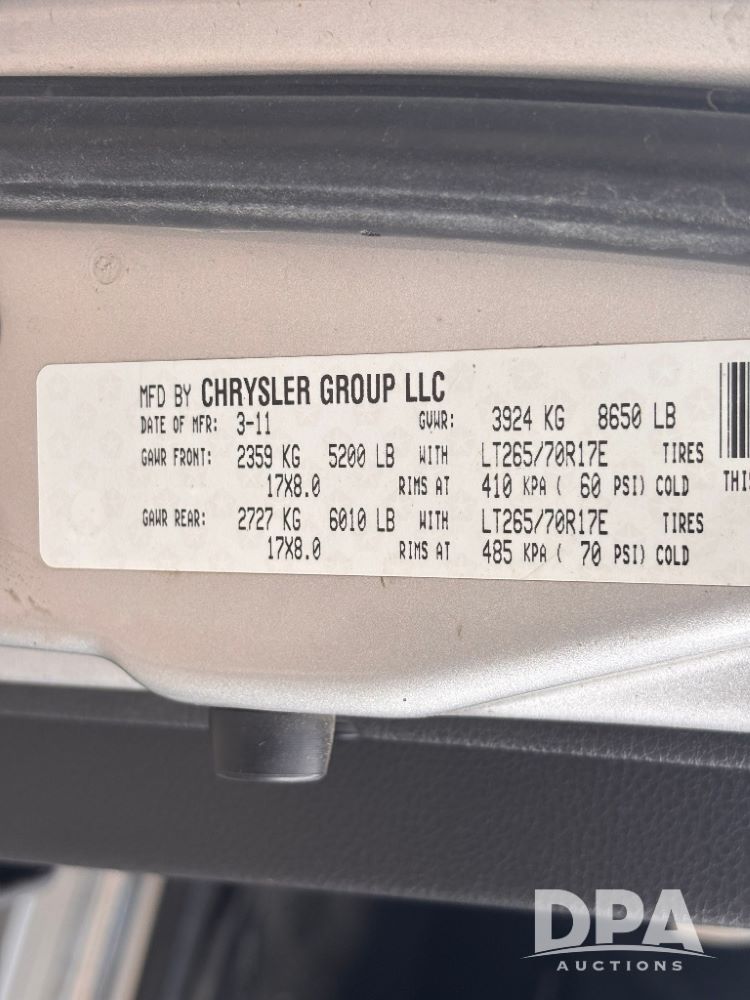 MFD BY CHRYSLER GROUP LLC
DATE OF MFR: 3-11 GVWR: 3924 KG 8650 LB
GAWR FRONT: 2359 KG 5200 LB WITH LT265/70R17E TIRES
17X8.0 RIMS AT 410 KPA ( 60 PSI) COLD
GAWR REAR: 2727 KG 6010 LB WITH LT265/70R17E TIRES
17X8.0 RIMS AT 485 KPA ( 70 PSI) COLD
THIS
DPA
AUCTIONS